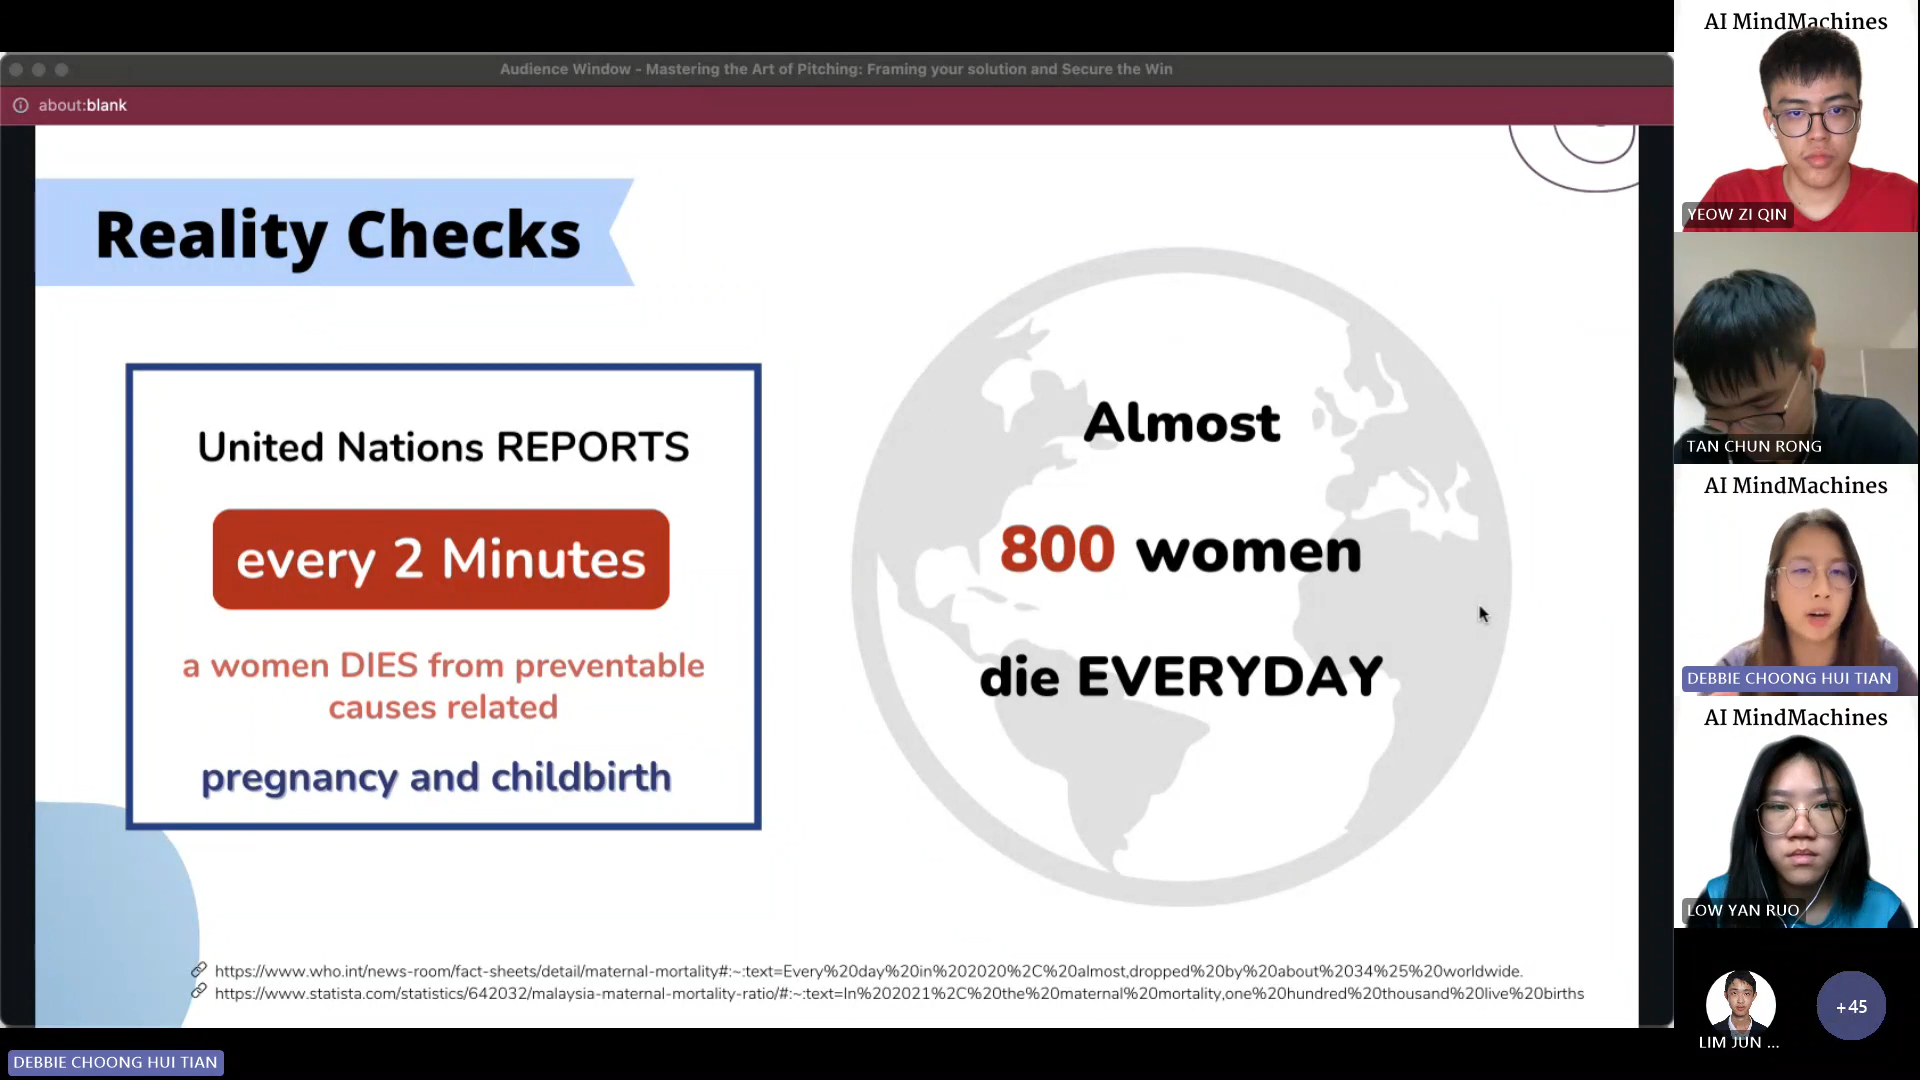 Audience Window - Mastering the Art of Pitching: Framing your solution and Secure the Win
about:blank
Reality Checks
United Nations REPORTS
every 2 Minutes
a women DIES from preventable
causes related
pregnancy and childbirth
Almost
800 women
die EVERYDAY
https://www.who.int/news-room/fact-sheets/detail/maternal-mortality#:~:text=Every%20day%20in%202020%2C%20almost,dropped%20by%20about%2034%25%20worldwide.
https://www.statista.com/statistics/642032/malaysia-maternal-mortality-ratio/#:~:text=In%202021%2C%20the%20maternal%20mortality,one%20hundred%20thousand%20live%20births
DEBBIE CHOONG HUI TIAN
AI MindMachines
YEOW ZI QIN
TAN CHUN RONG
AI MindMachines
DEBBIE CHOONG HUI TIAN
AI MindMachines
LOW YAN RUO
LIM JUN ...
+45